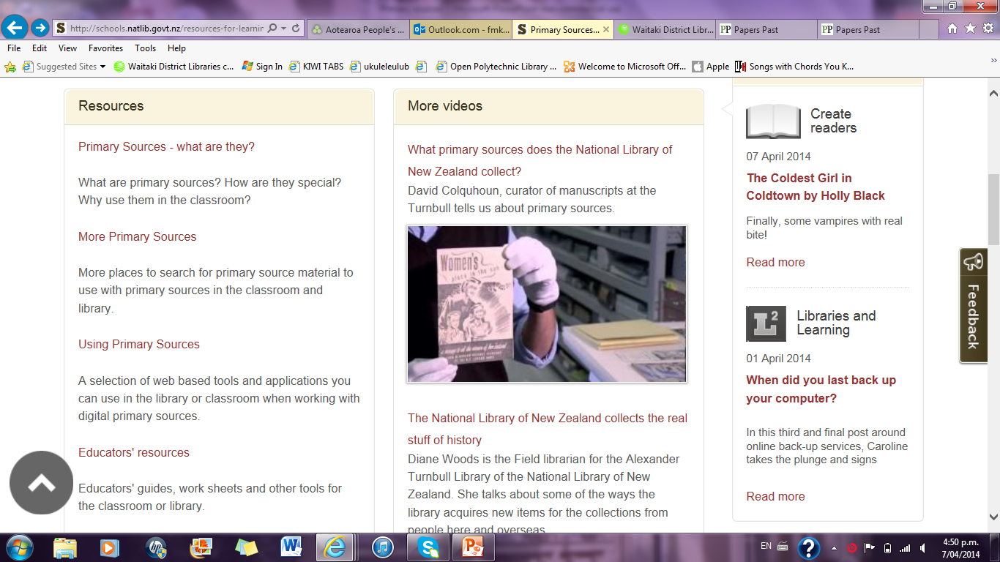 http://schools.natlib.govt.nz/resources-for-learnir
Aotearoa People's ...
Outlook.com - fmk...
Primary Sources...
Waitaki District Libr...
PP Papers Past
PP Papers Past
File Edit View Favorites Tools Help
Suggested Sites
Waitaki District Libraries c...
Sign In
KIWI TABS
ukuleleulub
Open Polytechnic Library ...
Welcome to Microsoft Off...
Apple
Songs with Chords You K...
Resources
Primary Sources - what are they?
What are primary sources? How are they special?
Why use them in the classroom?
More Primary Sources
More places to search for primary source material to
use with primary sources in the classroom and
library.
Using Primary Sources
A selection of web based tools and applications you
can use in the library or classroom when working with
digital primary sources.
Educators' resources
Educators' guides, work sheets and other tools for
the classroom or library.
More videos
What primary sources does the National Library of
New Zealand collect?
David Colquhoun, curator of manuscripts at the
Turnbull tells us about primary sources.
Women's
place in the sun
The National Library of New Zealand collects the real
stuff of history
Diane Woods is the Field librarian for the Alexander
Turnbull Library of the National Library of New
Zealand. She talks about some of the ways the
library acquires new items for the collections from
people here and overseas.
Create
readers
07 April 2014
The Coldest Girl in
Coldtown by Holly Black
Finally, some vampires with real
bite!
Read more
L2
Libraries and
Learning
01 April 2014
When did you last back up
your computer?
In this third and final post around
online back-up services, Caroline
takes the plunge and signs
Read more
Feedback
EN
4:50 p.m.
7/04/2014